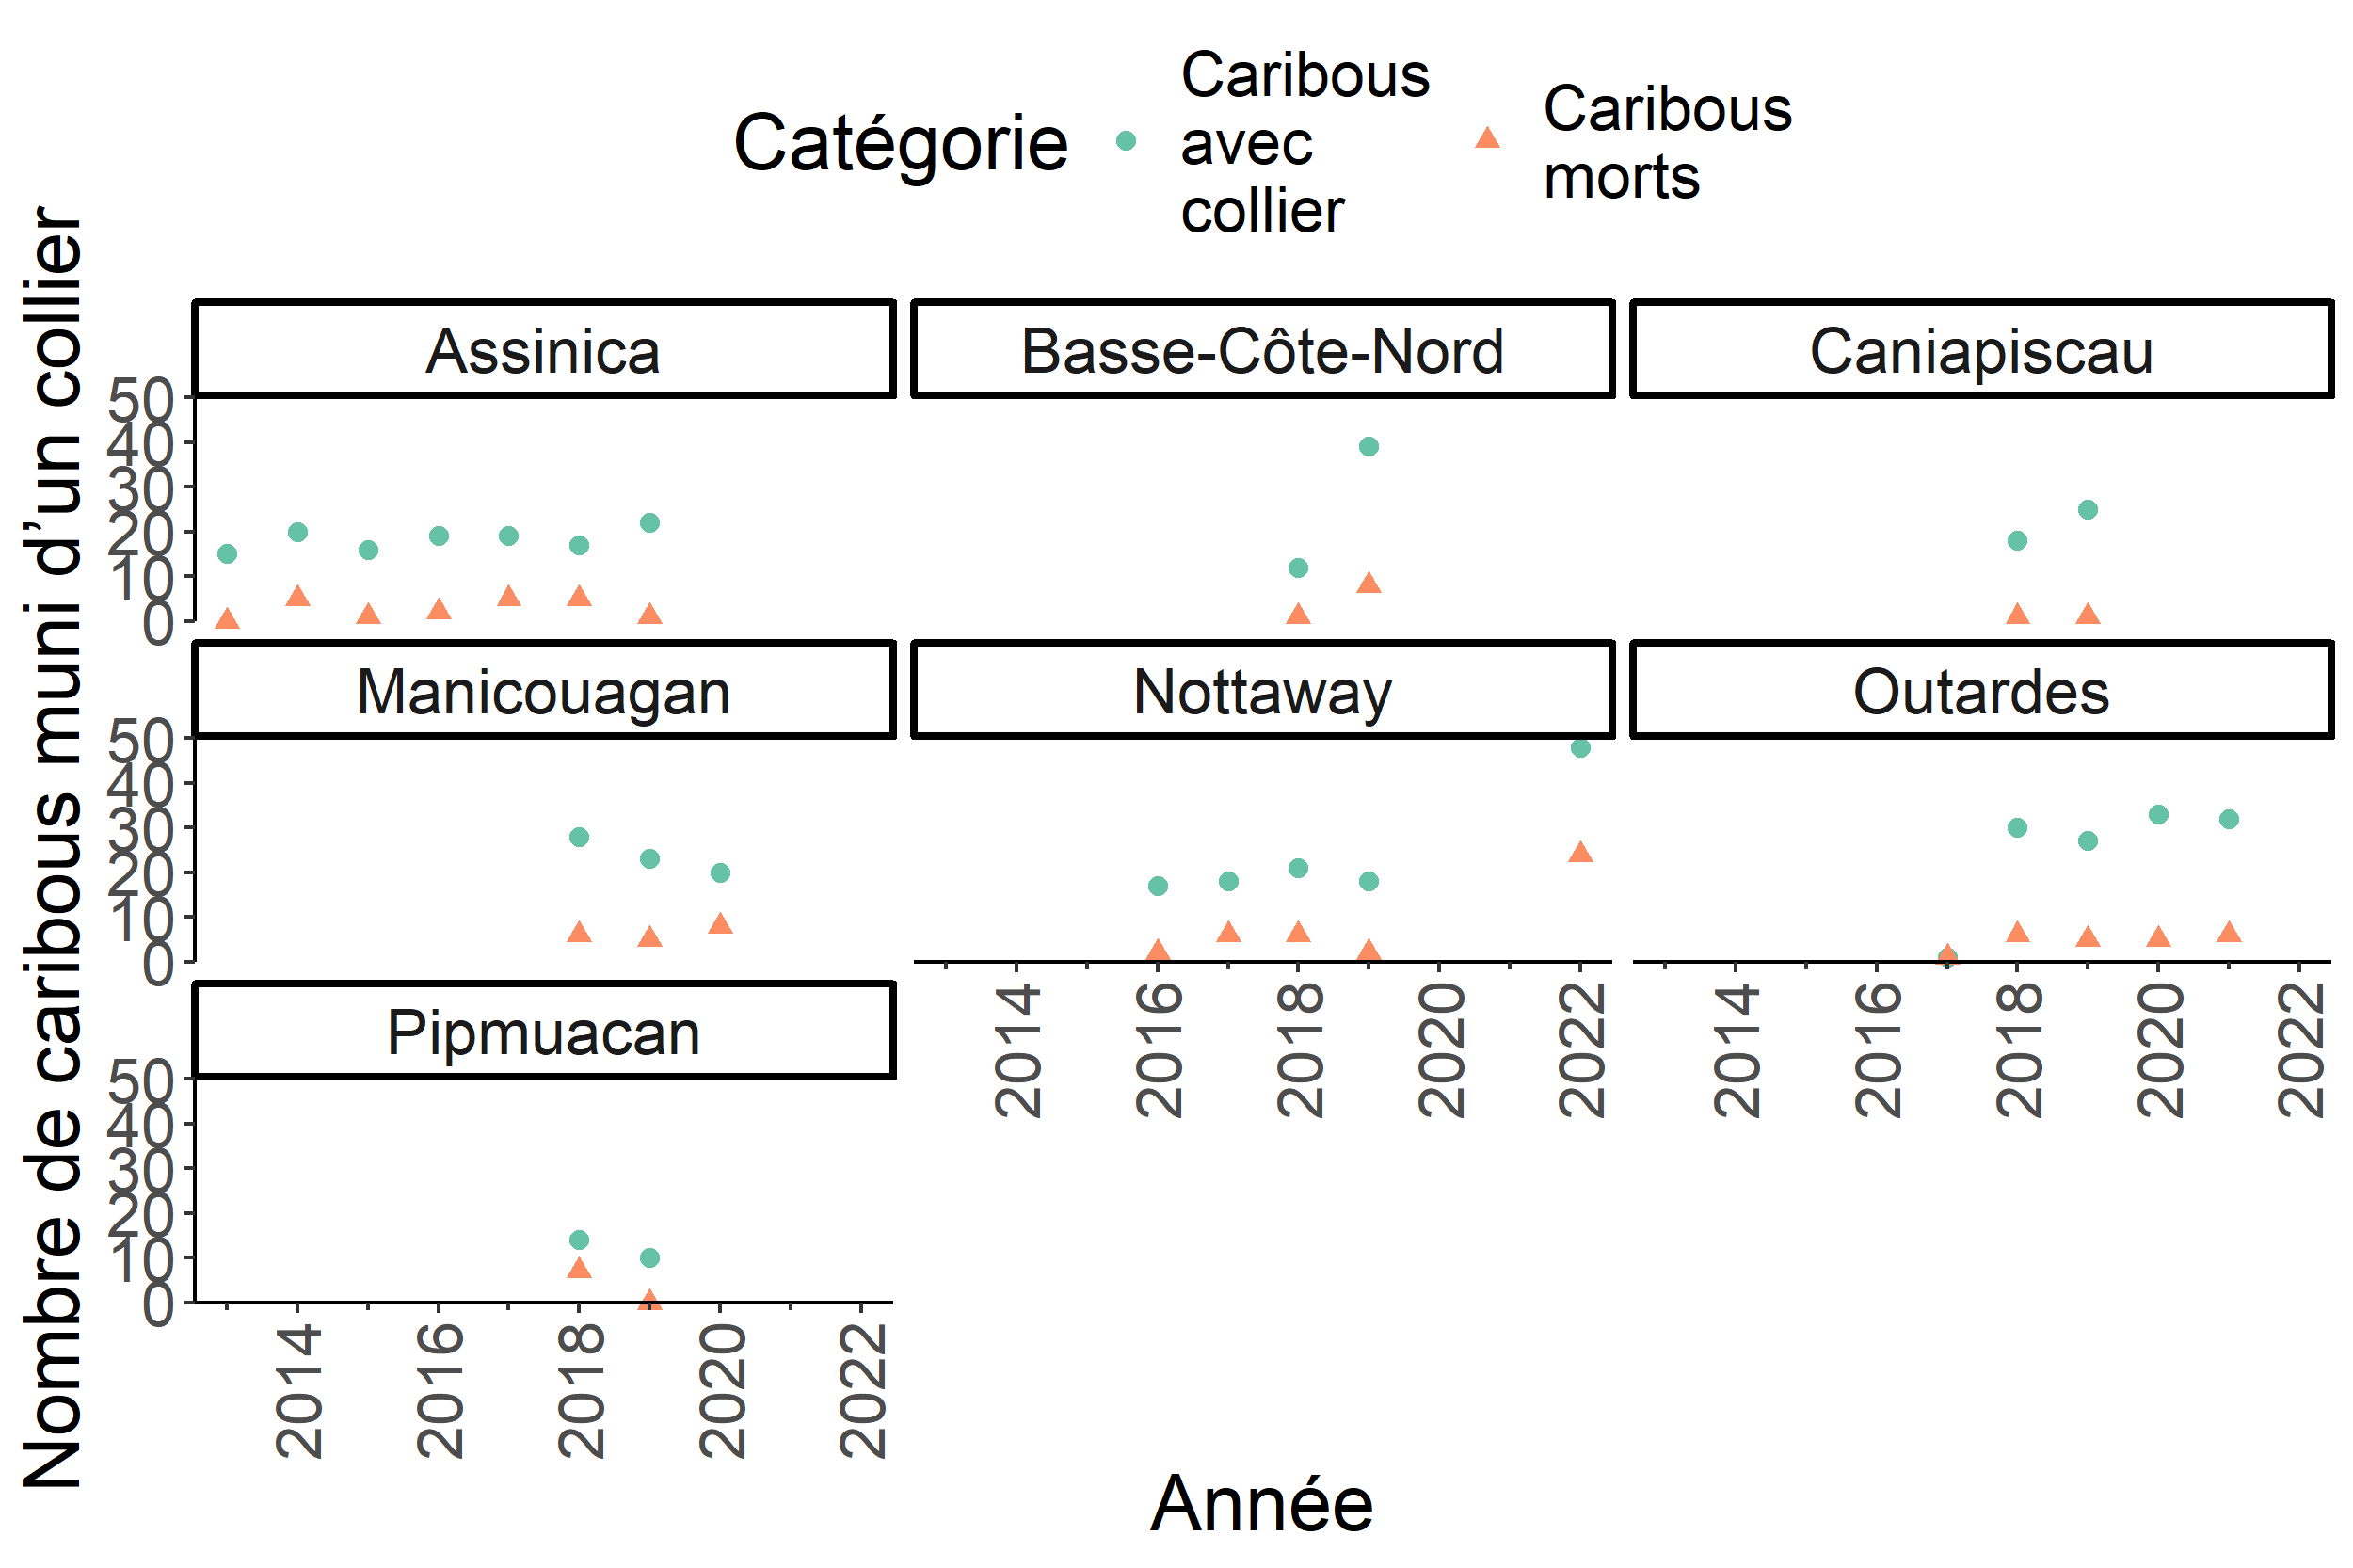 Catégorie
Caribous
avec
collier
Caribous
morts
Nombre de caribous muni d’un collier
Assinica
Basse-Côte-Nord
Caniapiscau
50
40
30
20
10
0
Manicouagan
Nottaway
Outardes
50
40
30
20
10
0
2014
2016
2018
2020
2022
2014
2016
2018
2020
2022
Pipmuacan
50
40
30
20
10
0
2014
2016
2018
2020
2022
Année